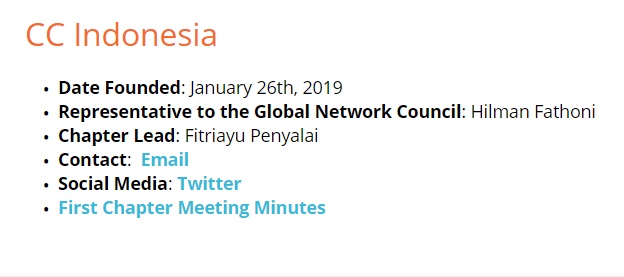 CC Indonesia
• Date Founded: January 26th, 2019
• Representative to the Global Network Council: Hilman Fathoni
• Chapter Lead: Fitriayu Penyalai
• Contact: Email
• Social Media: Twitter
• First Chapter Meeting Minutes